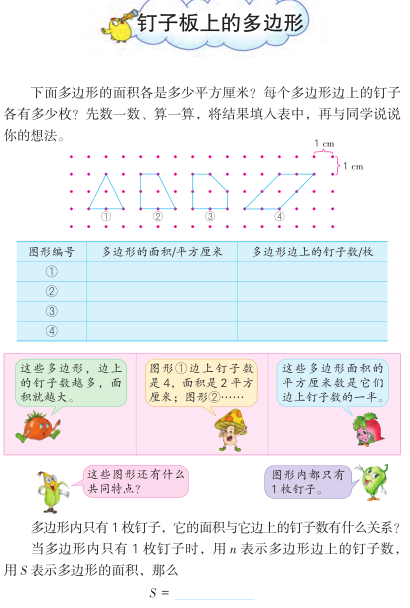 钉子板上的多边形
下面多边形的面积各是多少平方厘米？每个多边形边上的钉子
各有多少枚？先数一数、算一算，将结果填入表中，再与同学说说
你的想法。
1 cm
1 cm
① ② ③ ④
图形编号 多边形的面积/平方厘米 多边形边上的钉子数/枚
①
②
③
④
这些多边形，边上
的钉子数越多，面
积就越大。
图形①边上钉子数
是4，面积是2平方
厘米；图形②……
这些多边形面积的
平方厘米数是它们
边上钉子数的一半。
这些图形还有什么
共同特点？
图形内都只有
1枚钉子。
多边形内只有1枚钉子，它的面积与它边上的钉子数有什么关系？
当多边形内只有1枚钉子时，用n表示多边形边上的钉子数，
用S表示多边形的面积，那么
S =